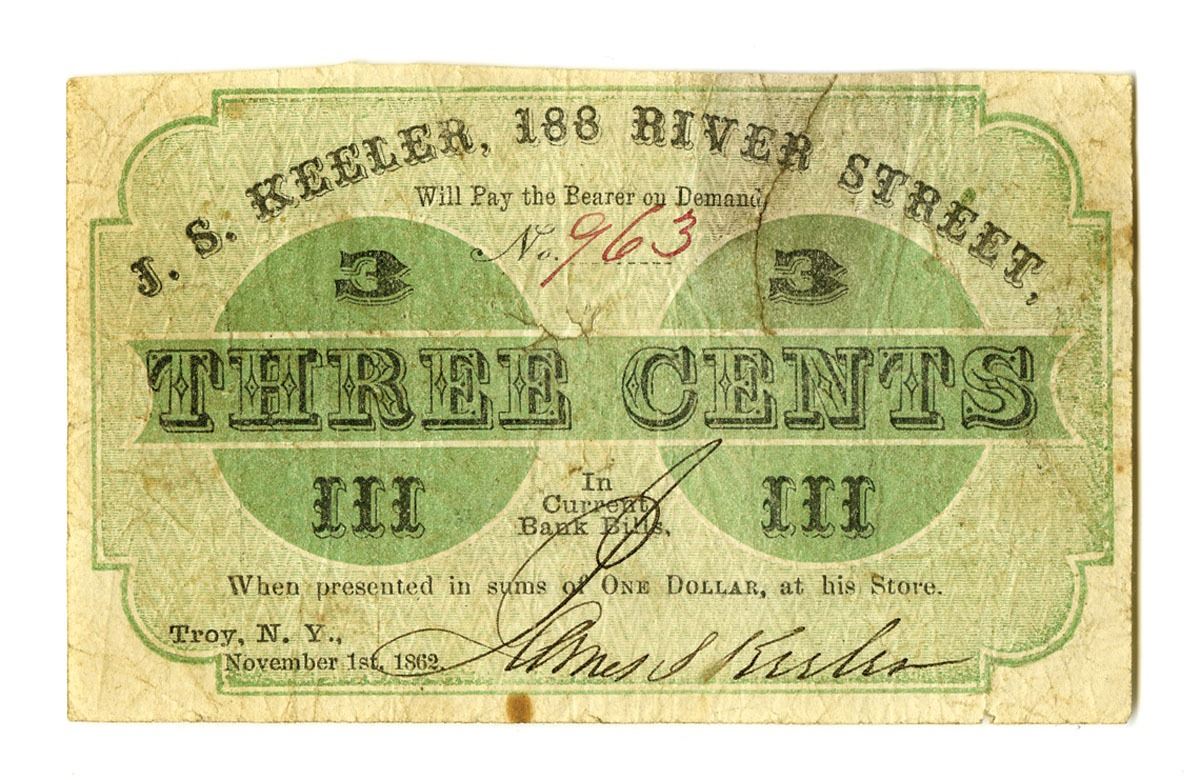 J. S. KEELER, 188 RIVER STREET,
Will Pay the Bearer on Demand,
No. 963
3 3
THREE CENTS
III III
In
Current
Bank Bills,
When presented in sums of ONE DOLLAR, at his Store.
Troy, N. Y.,
November 1st, 1862.
James S Keeler